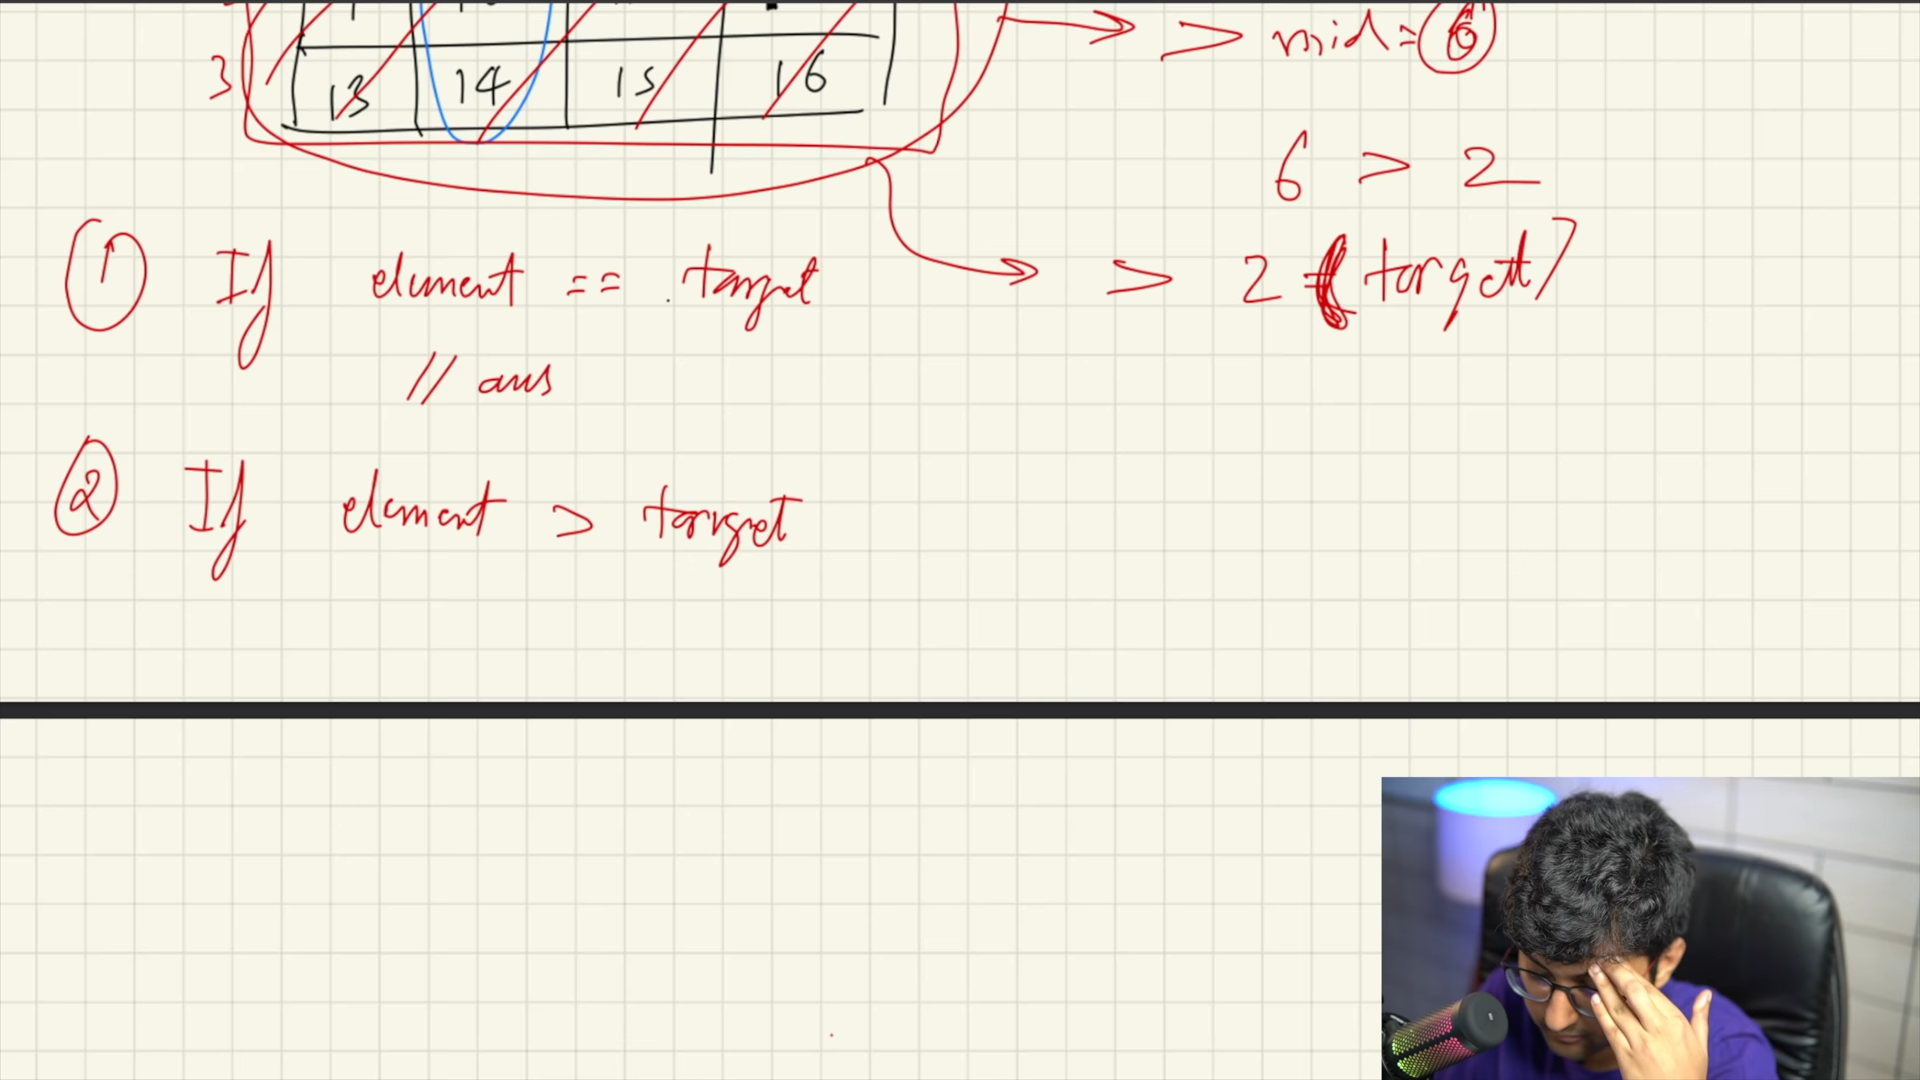 > mid = 6
3 13 14 15 16
6 > 2
① If element == target
> 2 (target)
// ans
② If element > target